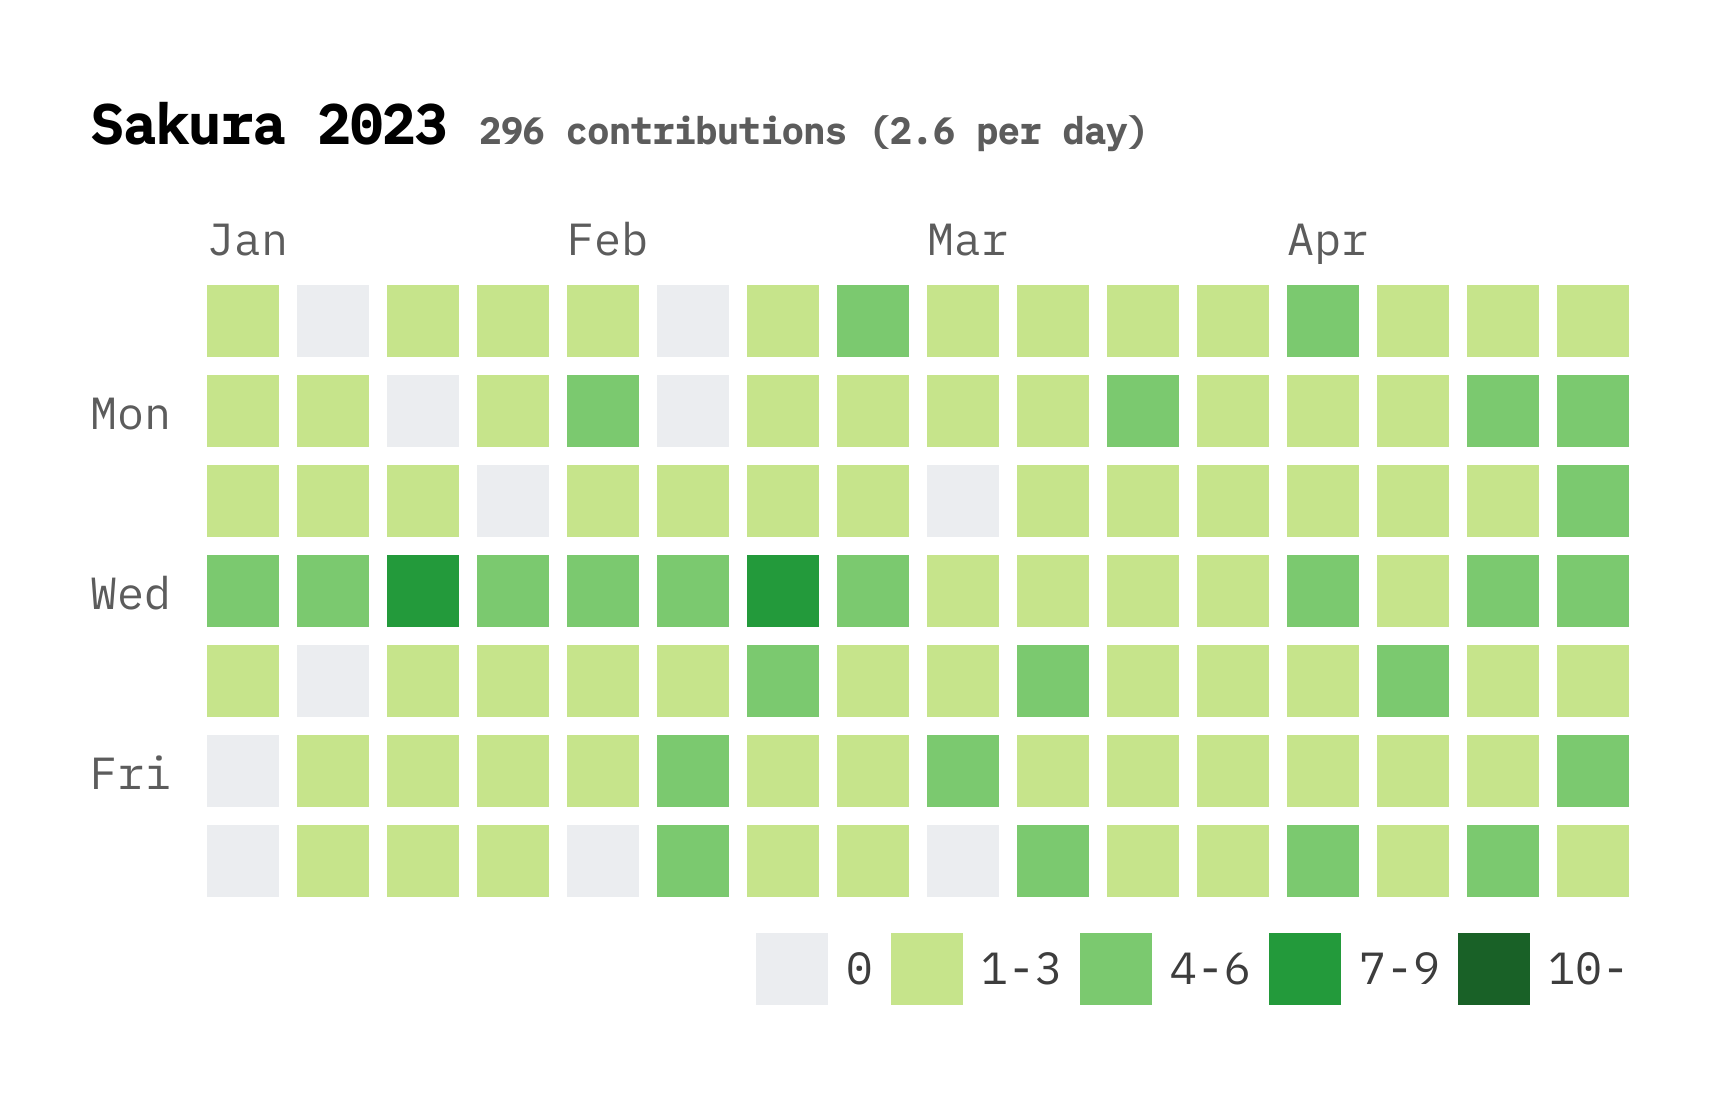 Sakura 2023 296 contributions (2.6 per day)
Jan Feb Mar Apr
Mon
Wed
Fri
0 1-3 4-6 7-9 10-